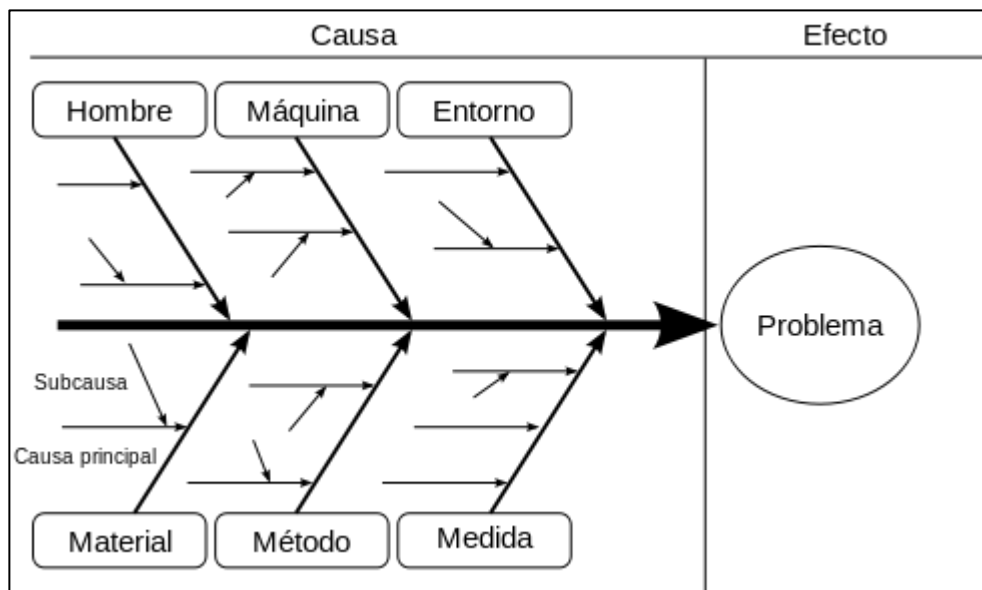 Causa
Efecto
Hombre
Máquina
Entorno
Problema
Subcausa
Causa principal
Material
Método
Medida